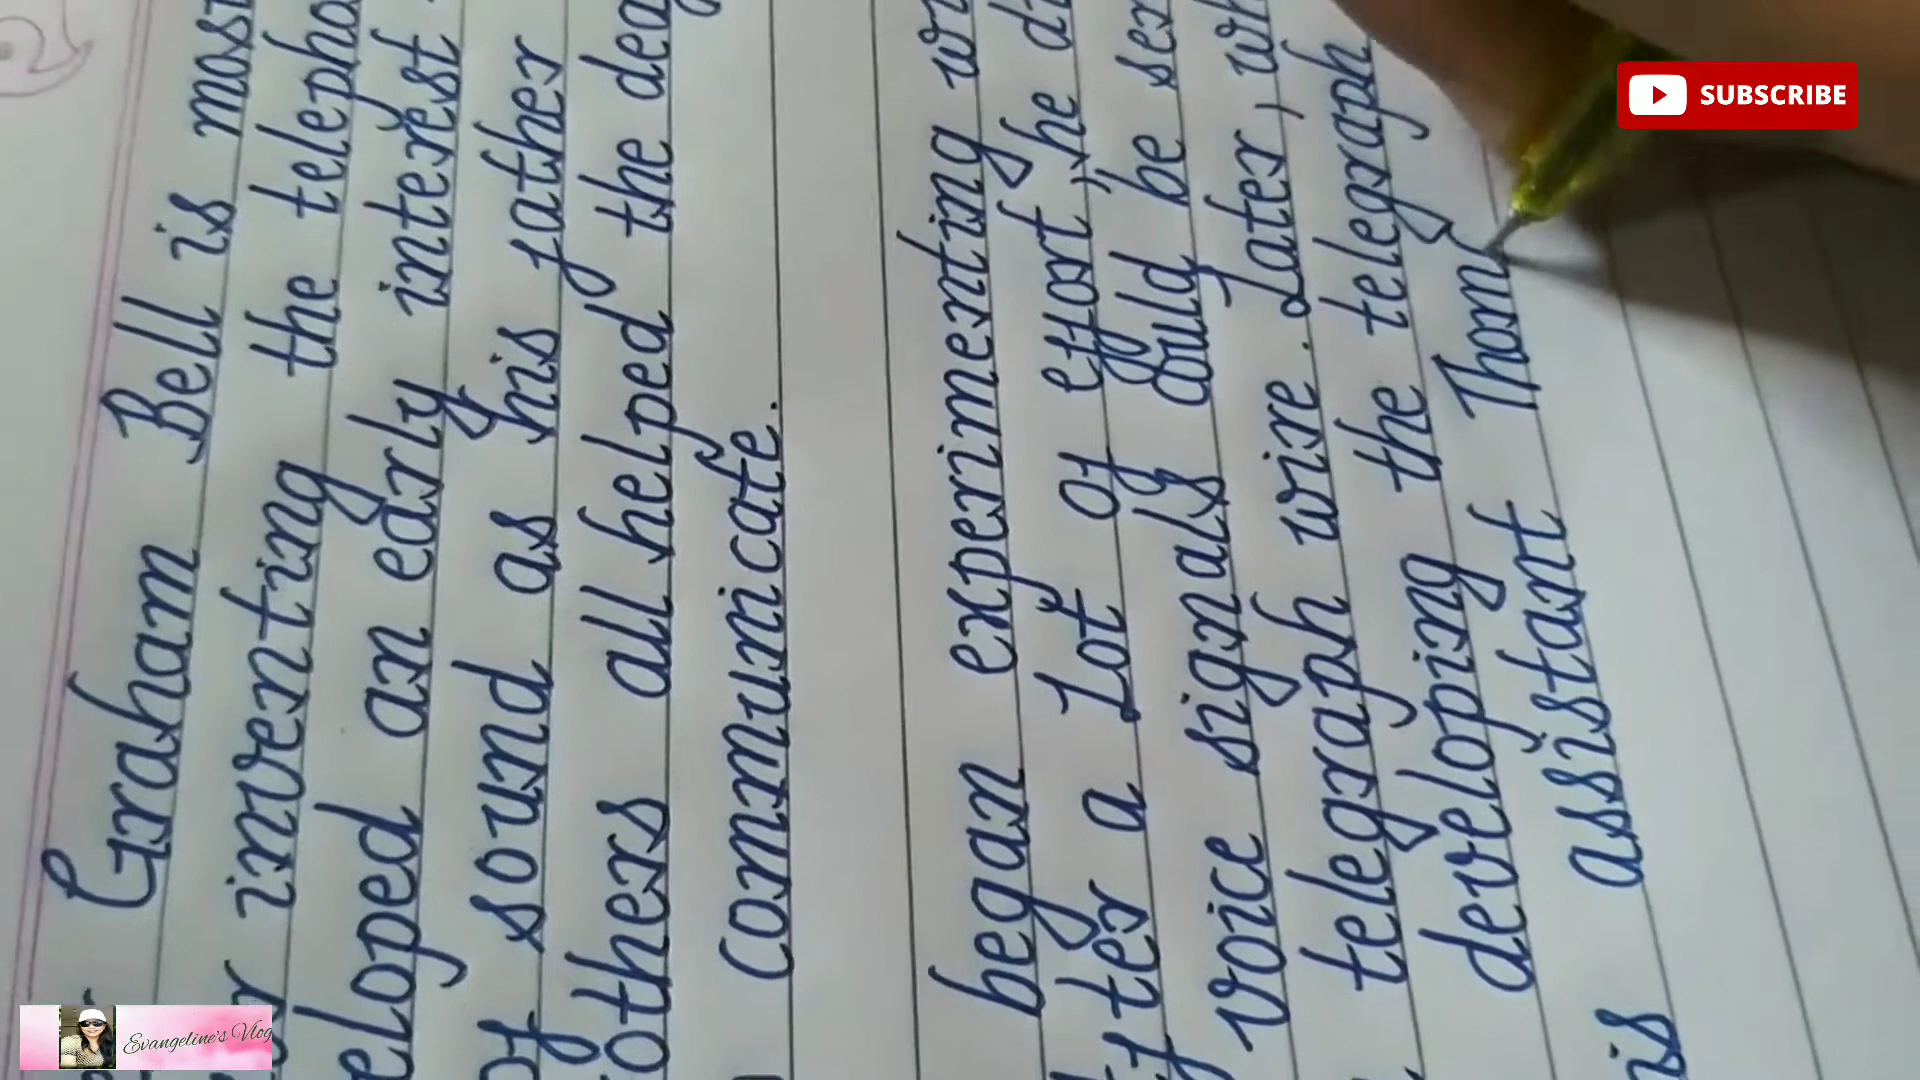 Graham Bell is most
inventing the telepho
eloped an early interest
of sound as his father
others all helped the dea
communicate.
began experimenting wi
fter a Lot of effort, he di
voice signals could be sen
telegraph wire. Later, wh
developing the telegraph
is assistant Thom
SUBSCRIBE
Evangeline's Vlog